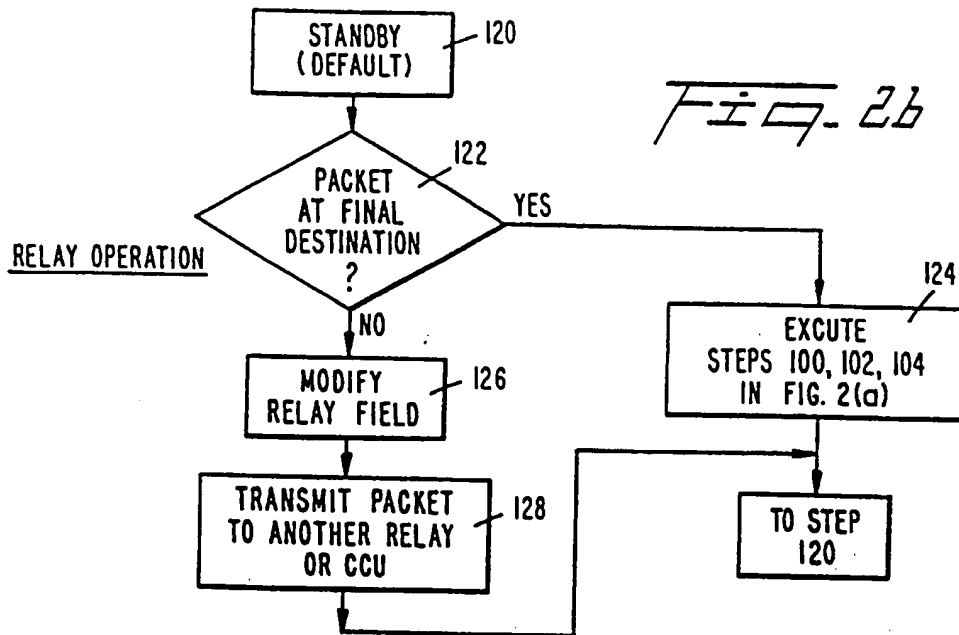 STANDBY
(DEFAULT)
120
Fig. 2b
PACKET
AT FINAL
DESTINATION
?
122
YES
RELAY OPERATION
NO
124
EXCUTE
STEPS 100, 102, 104
IN FIG. 2(a)
MODIFY
RELAY FIELD
126
TRANSMIT PACKET
TO ANOTHER RELAY
OR CCU
128
TO STEP
120